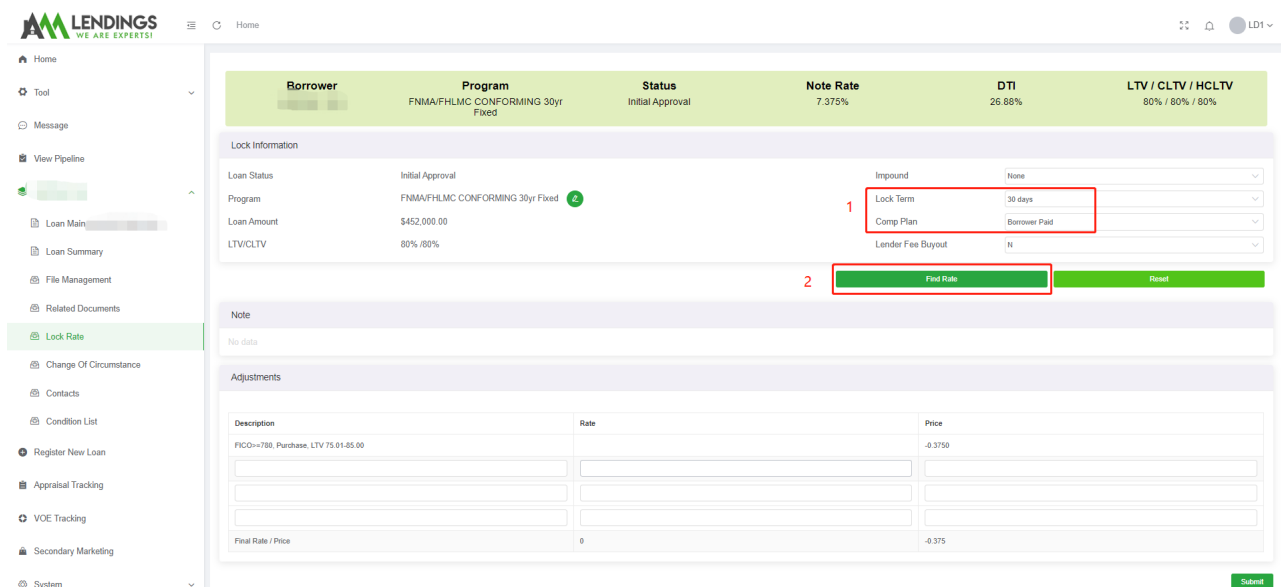 AM LENDINGS
WE ARE EXPERTS!
Home
LD1
Home
Tool
Message
View Pipeline
Loan Main
Loan Summary
File Management
Related Documents
Lock Rate
Change Of Circumstance
Contacts
Condition List
Register New Loan
Appraisal Tracking
VOE Tracking
Secondary Marketing
System
Borrower Program Status Note Rate DTI LTV / CLTV / HCLTV
FNMA/FHLMC CONFORMING 30yr Initial Approval 7.375% 26.88% 80% / 80% / 80%
Fixed
Lock Information
Loan Status Initial Approval Impound None
Program FNMA/FHLMC CONFORMING 30yr Fixed 1 Lock Term 30 days
Loan Amount $452,000.00 Comp Plan Borrower Paid
LTV/CLTV 80% /80% Lender Fee Buyout N
2 Find Rate Reset
Note
No data
Adjustments
Description Rate Price
FICO>=780, Purchase, LTV 75.01-85.00 -0.3750
Final Rate / Price 0 -0.375
Submit